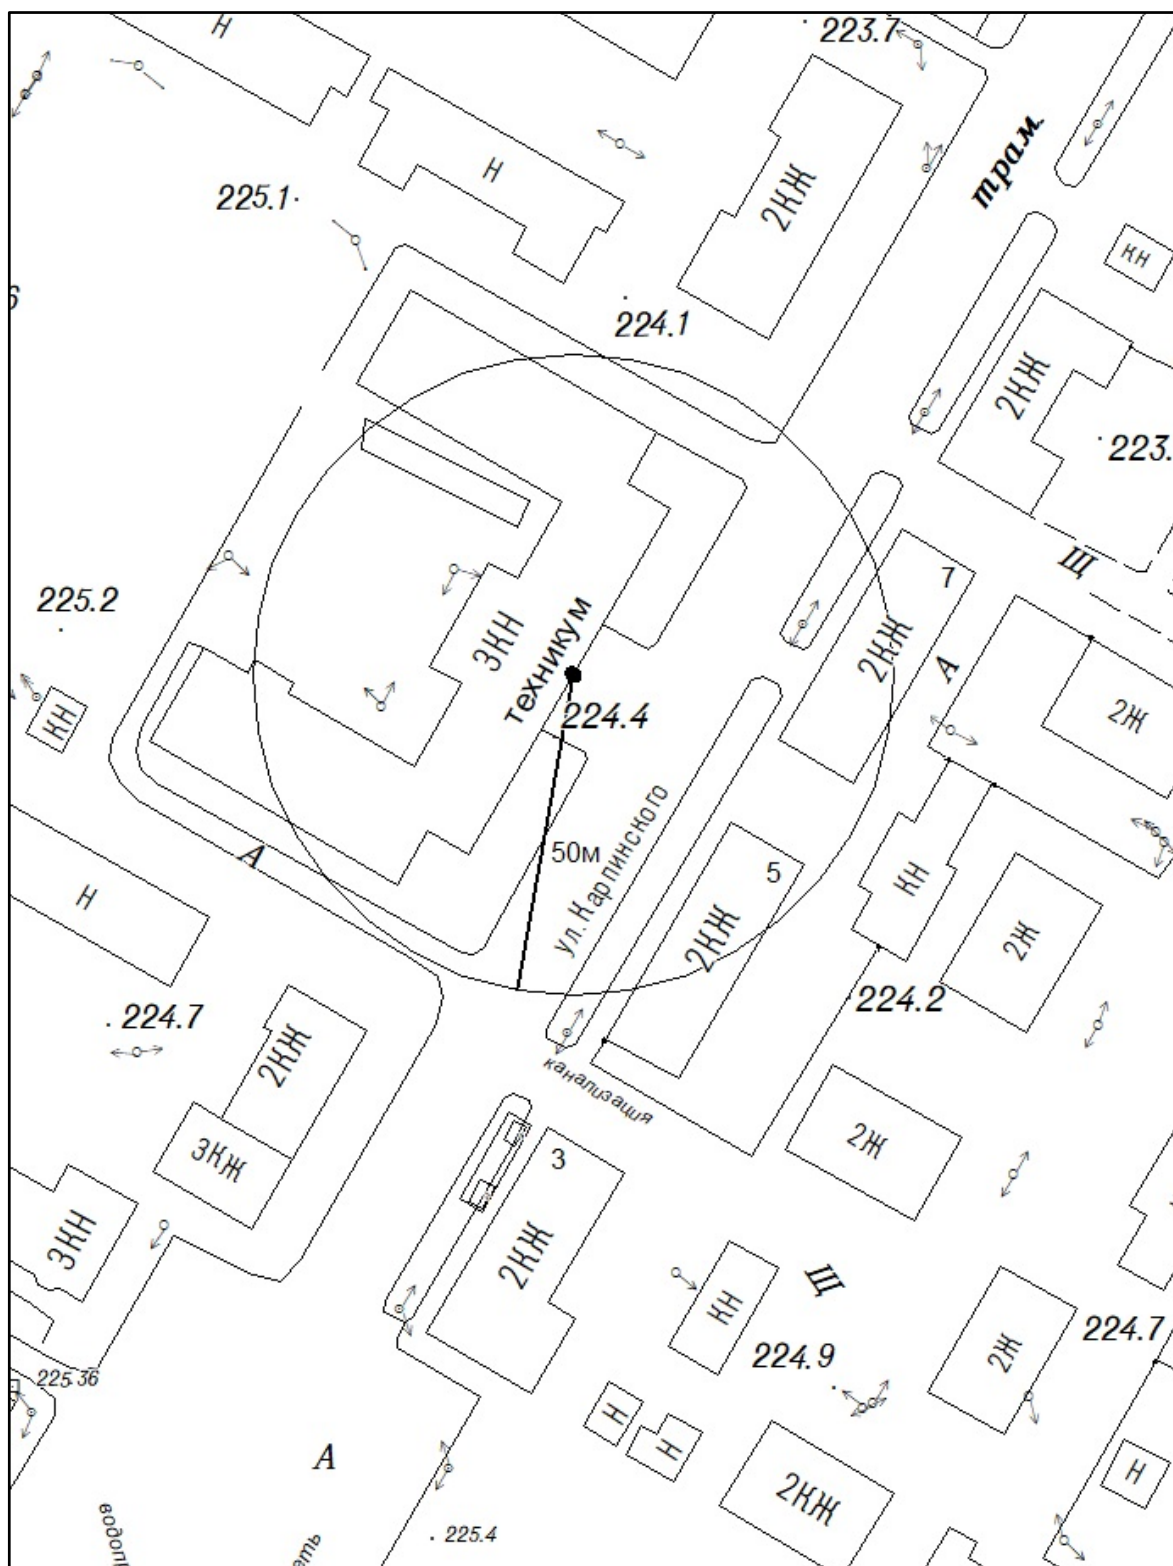 Н
223.7
трам.
Н
2КЖ
225.1
КН
224.1
2КЖ
223.
Щ
7
225.2
3КН
техникум
2КЖ
А
КН
224.4
2Ж
ул. Карпинского
50м
А
5
КН
Н
2КЖ
2Ж
224.2
224.7
2КЖ
канализация
2Ж
3КЖ
3
3КН
2КЖ
Щ
КН
224.7
224.9
2Ж
225.36
Н
Н
А
Н
2КЖ
225.4